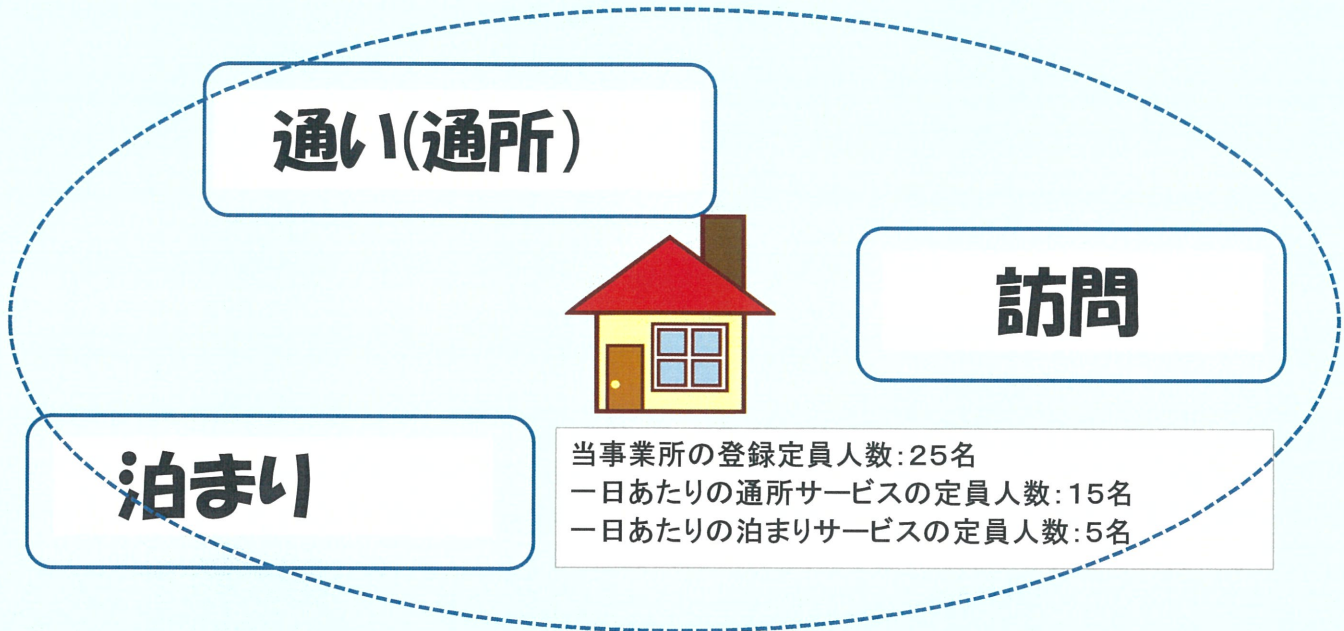 通い(通所)
訪問
泊まり
当事業所の登録定員人数:25名
一日あたりの通所サービスの定員人数:15名
一日あたりの泊まりサービスの定員人数:5名